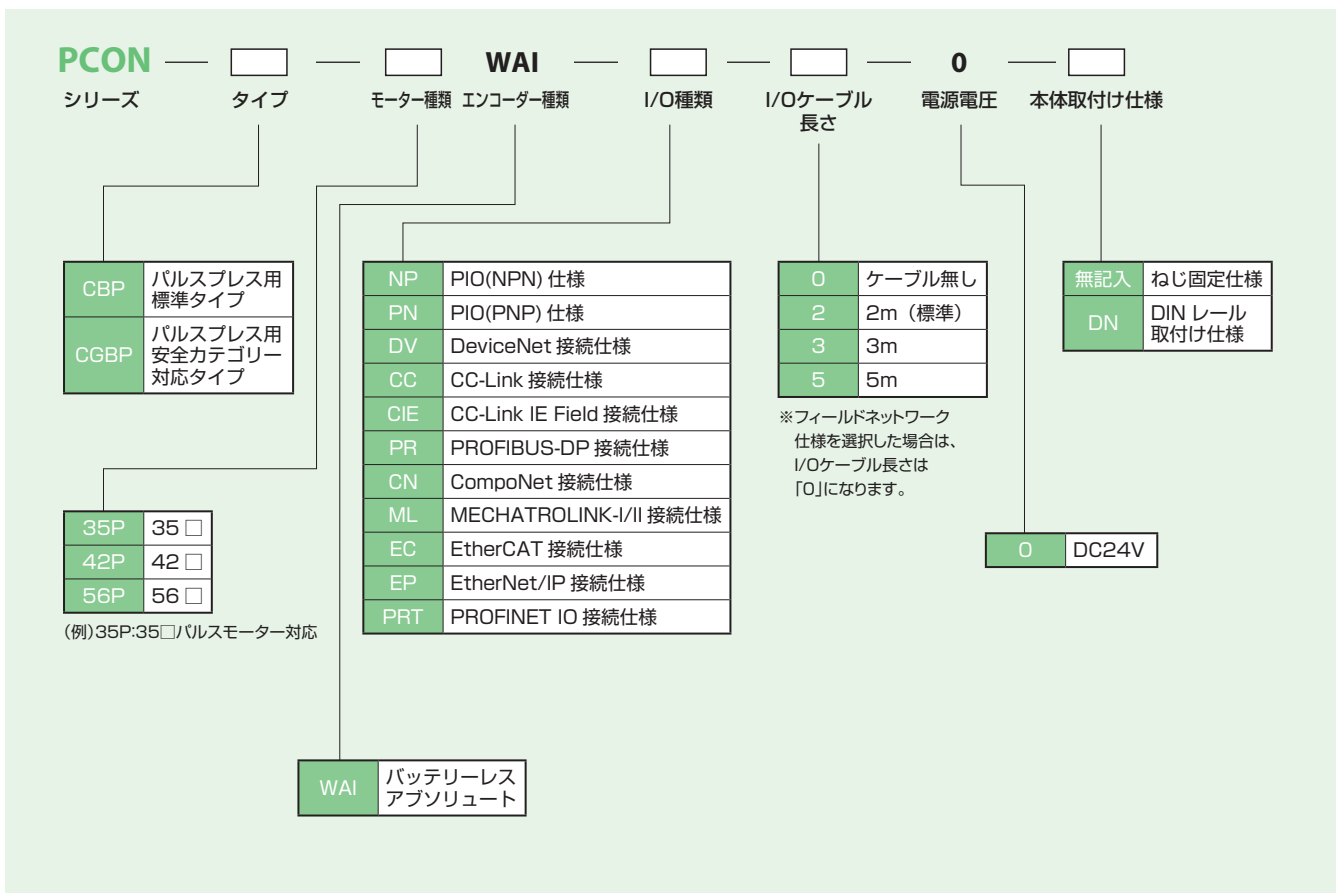 PCON — □ — □ WAI — □ — □ — 0 — □
シリーズ タイプ モーター種類 エンコーダー種類 I/O種類 I/Oケーブル 電源電圧 本体取付け仕様
長さ
CBP パルスプレス用
標準タイプ
CGBP パルスプレス用
安全カテゴリー
対応タイプ
NP PIO(NPN) 仕様
PN PIO(PNP) 仕様
DV DeviceNet 接続仕様
CC CC-Link 接続仕様
CIE CC-Link IE Field 接続仕様
PR PROFIBUS-DP 接続仕様
CN CompoNet 接続仕様
ML MECHATROLINK-I/II 接続仕様
EC EtherCAT 接続仕様
EP EtherNet/IP 接続仕様
PRT PROFINET IO 接続仕様
0 ケーブル無し
2 2m（標準）
3 3m
5 5m
※フィールドネットワーク
仕様を選択した場合は、
I/Oケーブル長さは
「0」になります。
無記入 ねじ固定仕様
DN DIN レール
取付け仕様
35P 35 □
42P 42 □
56P 56 □
(例)35P:35□パルスモーター対応
0 DC24V
WAI バッテリーレス
アブソリュート